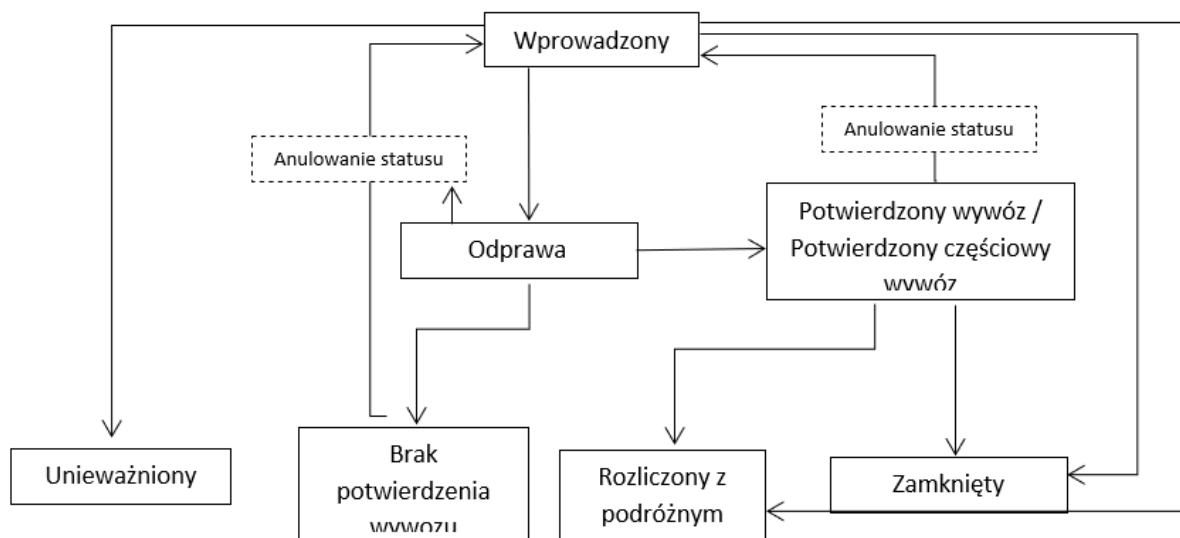 Wprowadzony
Anulowanie statusu
Anulowanie statusu
Odprawa
Potwierdzony wywóz /
Potwierdzony częściowy
wywóz
Unieważniony
Brak
potwierdzenia
wywozu
Rozliczony z
podróżnym
Zamknięty